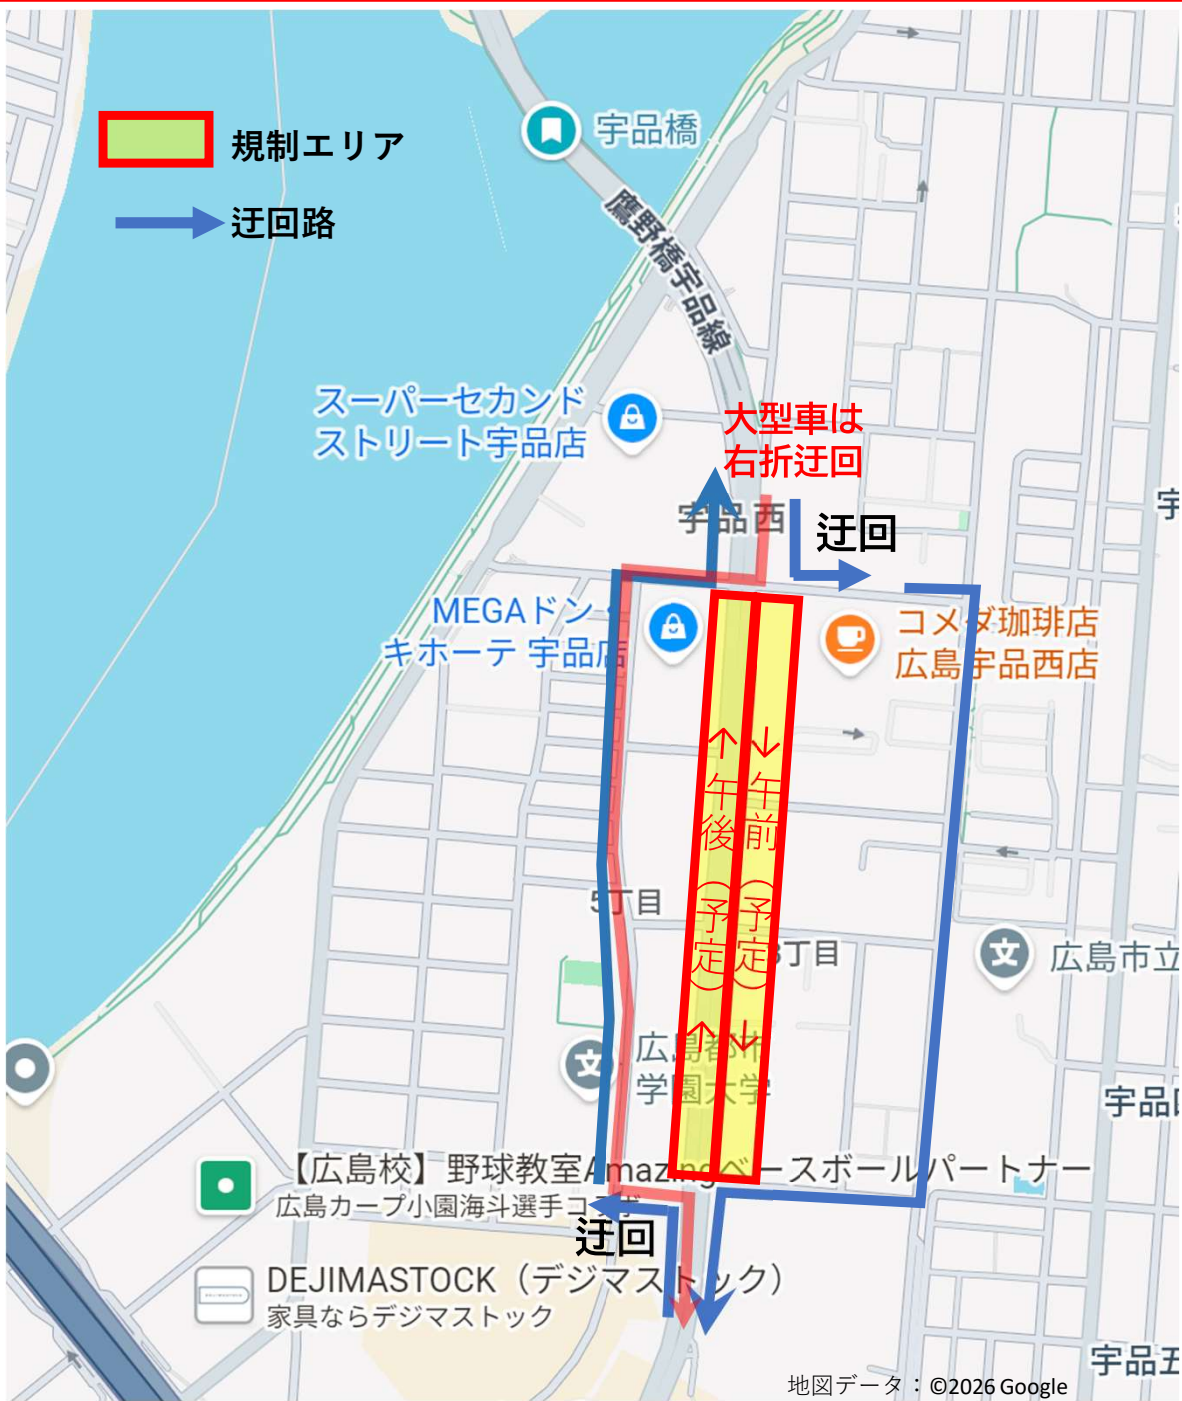 規制エリア
迂回路
宇品橋
鷹野橋宇品線
スーパーセカンド
ストリート宇品店
大型車は
右折迂回
宇品西
迂回
MEGAドン・
キホーテ 宇品店
コメダ珈琲店
広島宇品西店
↑午後（予定）↑
↓午前（予定）↓
5丁目
3丁目
広島市立
広島都市
学園大学
宇品
【広島校】野球教室Amazingベースボールパートナー
広島カープ小園海斗選手コラボ
迂回
DEJIMASTOCK（デジマストック）
家具ならデジマストック
宇品五
地図データ：©2026 Google